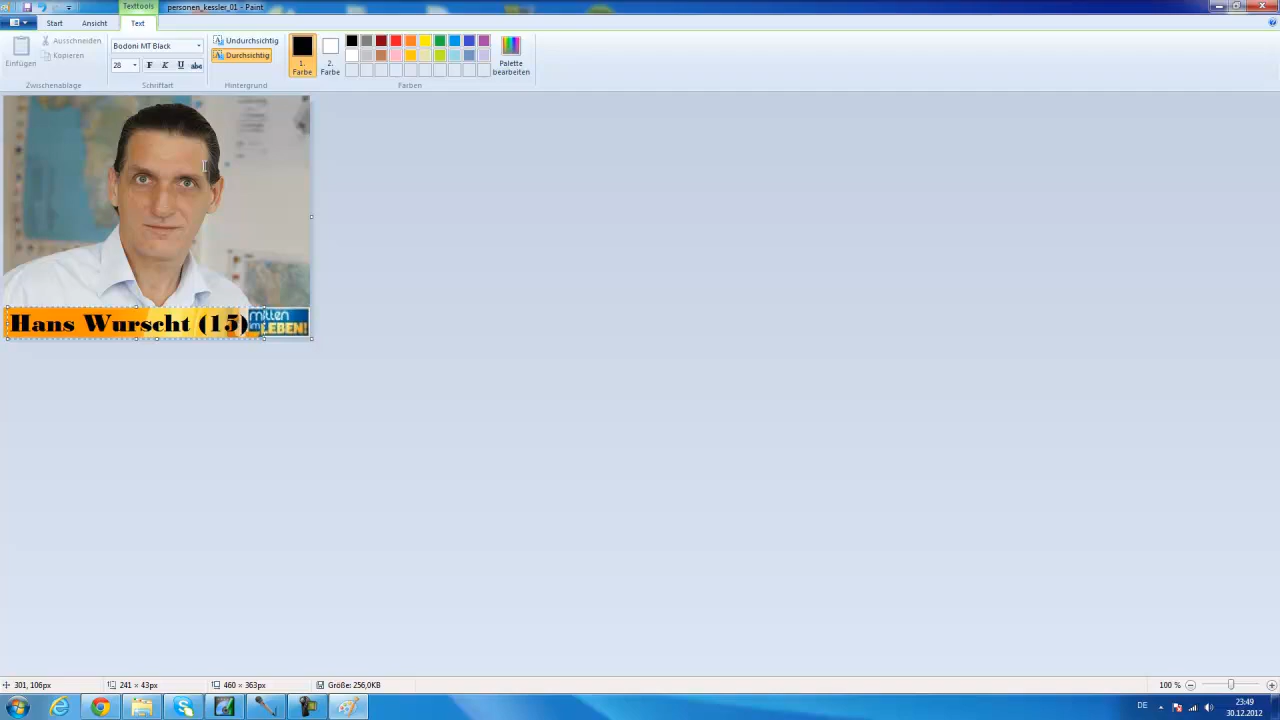 Texttools
personen_kessler_01 - Paint
Start
Ansicht
Text
Einfügen
Ausschneiden
Kopieren
Zwischenablage
Bodoni MT Black
28
F K U abc
Schriftart
Undurchsichtig
Durchsichtig
Hintergrund
1. Farbe
2. Farbe
Palette bearbeiten
Farben
Hans Wurscht (15)
mitten
im LEBEN!
301, 106px
241 × 43px
460 × 363px
Größe: 256,0KB
100 %
DE
23:49
30.12.2012